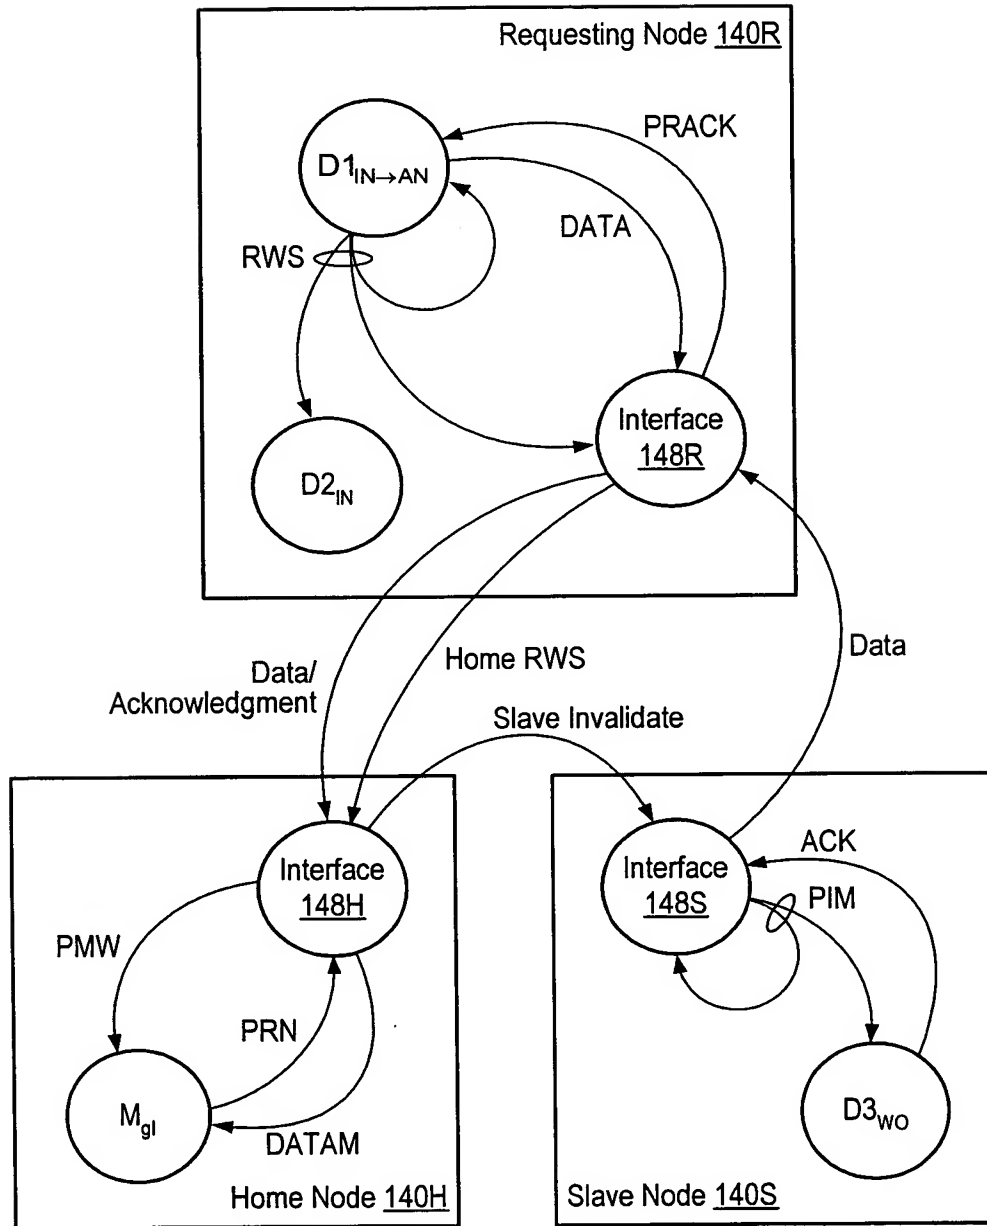 Requesting Node 140R
PRACK
D1IN→AN
DATA
RWS
Interface
148R
D2IN
Data/
Acknowledgment
Home RWS
Data
Slave Invalidate
Interface
148H
Interface
148S
ACK
PIM
PMW
PRN
Mgl
DATAM
D3WO
Home Node 140H
Slave Node 140S